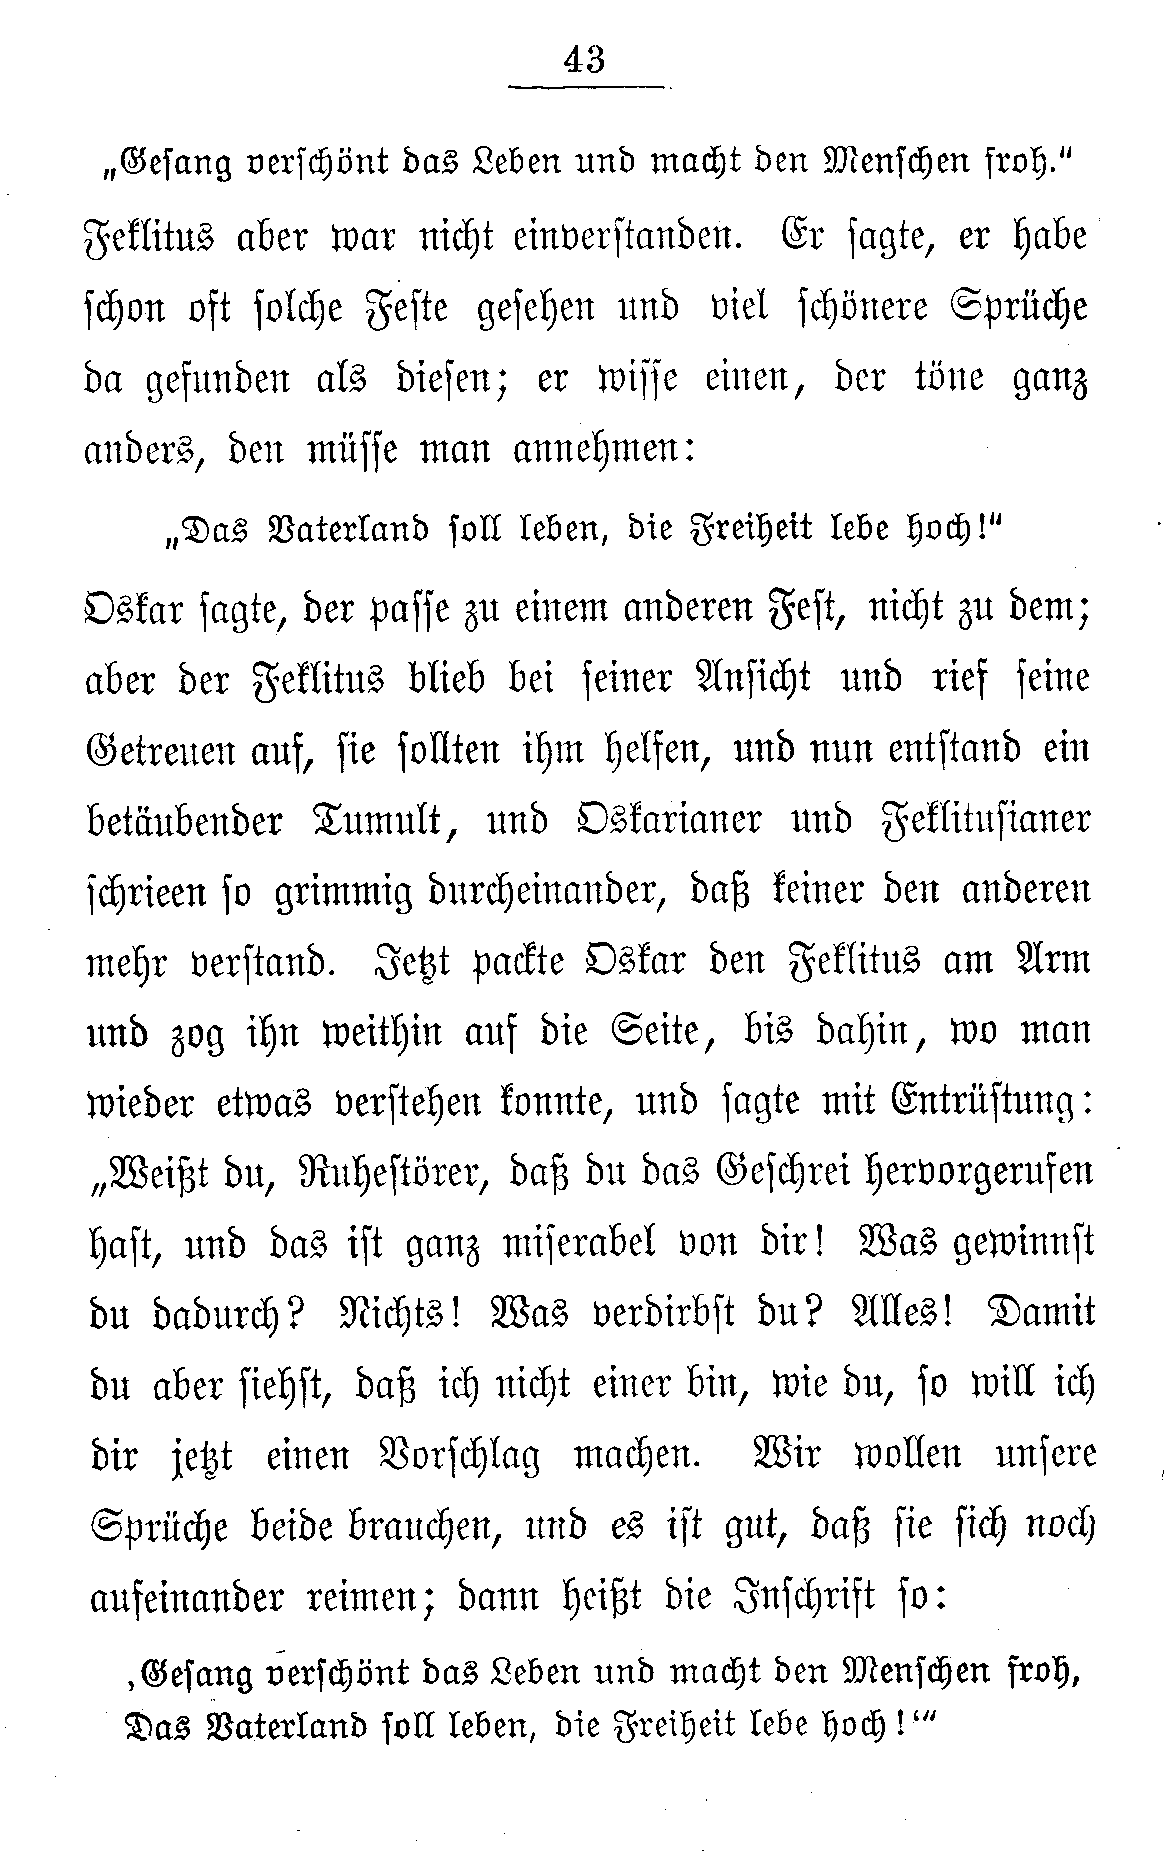 43
„Gesang verschönt das Leben und macht den Menschen froh.“
Feklitus aber war nicht einverstanden. Er sagte, er habe
schon oft solche Feste gesehen und viel schönere Sprüche
da gefunden als diesen; er wisse einen, der töne ganz
anders, den müsse man annehmen:
„Das Vaterland soll leben, die Freiheit lebe hoch!“
Oskar sagte, der passe zu einem anderen Fest, nicht zu dem;
aber der Feklitus blieb bei seiner Ansicht und rief seine
Getreuen auf, sie sollten ihm helfen, und nun entstand ein
betäubender Tumult, und Oskarianer und Feklitusianer
schrieen so grimmig durcheinander, daß keiner den anderen
mehr verstand. Jetzt packte Oskar den Feklitus am Arm
und zog ihn weithin auf die Seite, bis dahin, wo man
wieder etwas verstehen konnte, und sagte mit Entrüstung:
„Weißt du, Ruhestörer, daß du das Geschrei hervorgerufen
hast, und das ist ganz miserabel von dir! Was gewinnst
du dadurch? Nichts! Was verdirbst du? Alles! Damit
du aber siehst, daß ich nicht einer bin, wie du, so will ich
dir jetzt einen Vorschlag machen. Wir wollen unsere
Sprüche beide brauchen, und es ist gut, daß sie sich noch
aufeinander reimen; dann heißt die Inschrift so:
‚Gesang verschönt das Leben und macht den Menschen froh,
Das Vaterland soll leben, die Freiheit lebe hoch!‘“